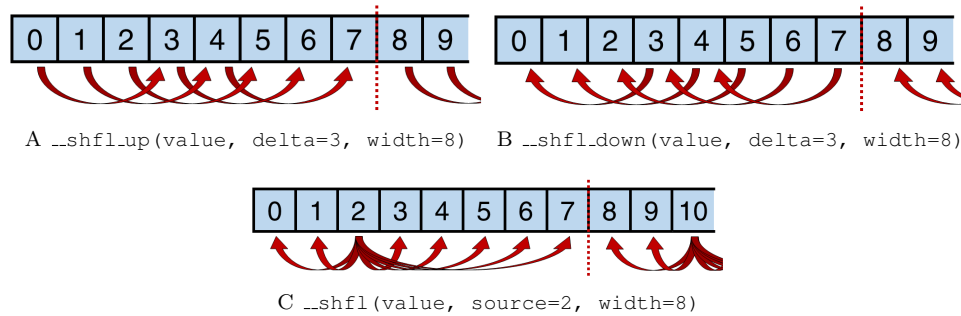 0 1 2 3 4 5 6 7 8 9
0 1 2 3 4 5 6 7 8 9
A __shfl_up(value, delta=3, width=8)
B __shfl_down(value, delta=3, width=8)
0 1 2 3 4 5 6 7 8 9 10
C __shfl(value, source=2, width=8)